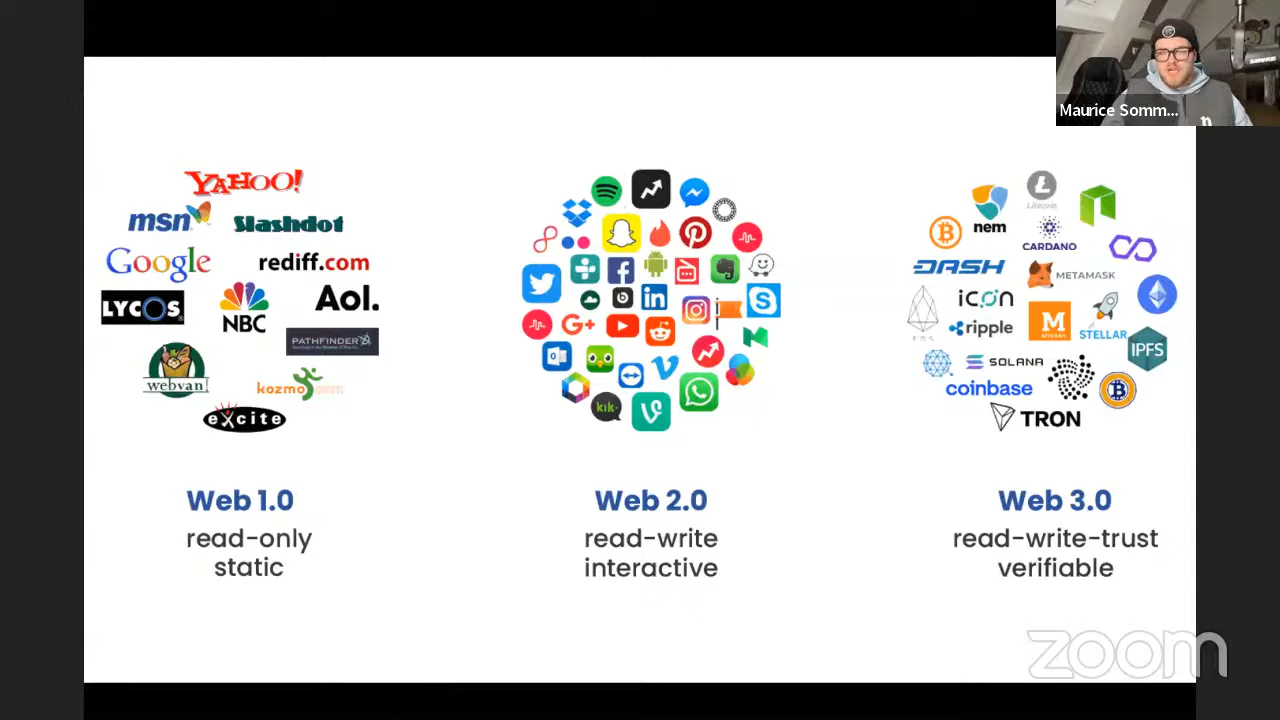 Maurice Somm...
YAHOO!
msn
Slashdot
Google
rediff.com
LYCOS
NBC
Aol.
PATHFINDER
webvan
kozmo
excite
kik.
Litecoin
nem
CARDANO
DASH
METAMASK
icon
ripple
M
STELLAR
IPFS
SOLANA
coinbase
TRON
Web 1.0
read-only
static
Web 2.0
read-write
interactive
Web 3.0
read-write-trust
verifiable
zoom